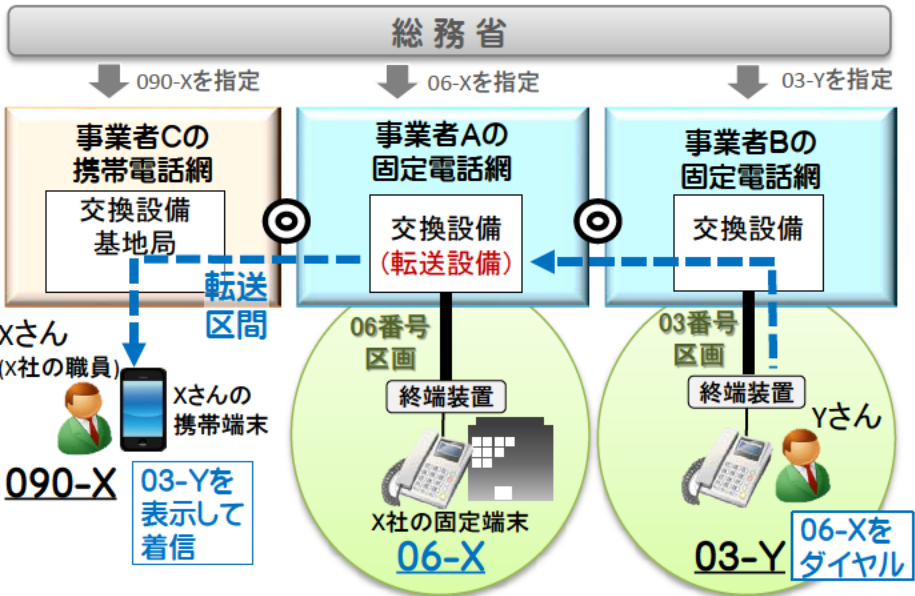 総務省
090-Xを指定
06-Xを指定
03-Yを指定
事業者Cの
携帯電話網
交換設備
基地局
事業者Aの
固定電話網
交換設備
(転送設備)
事業者Bの
固定電話網
交換設備
転送
区間
06番号
区画
03番号
区画
Xさん
(X社の職員)
Xさんの
携帯端末
090-X
03-Yを
表示して
着信
終端装置
X社の固定端末
06-X
終端装置
Yさん
03-Y
06-Xを
ダイヤル